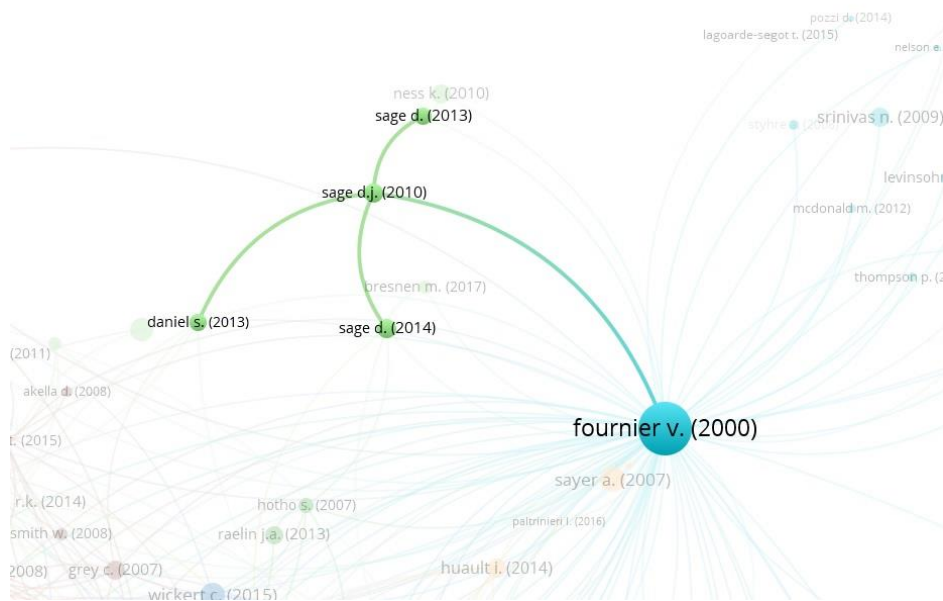 pozzi d. (2014)
lagoarde-segot t. (2015)
nelson e.
ness k. (2010)
sage d. (2013)
srinivas n. (2009)
levinsohn
sage d.j. (2010)
mcdonald m. (2012)
thompson p. (2
bresnen m. (2017)
daniel s. (2013)
sage d. (2014)
(2011)
akella d. (2008)
fournier v. (2000)
t. (2015)
sayer a. (2007)
r.k. (2014)
hotho s. (2007)
paltrinieri l. (2016)
smith w. (2008)
raelin j.a. (2013)
2008)
grey c. (2007)
huault i. (2014)
wickert c. (2015)